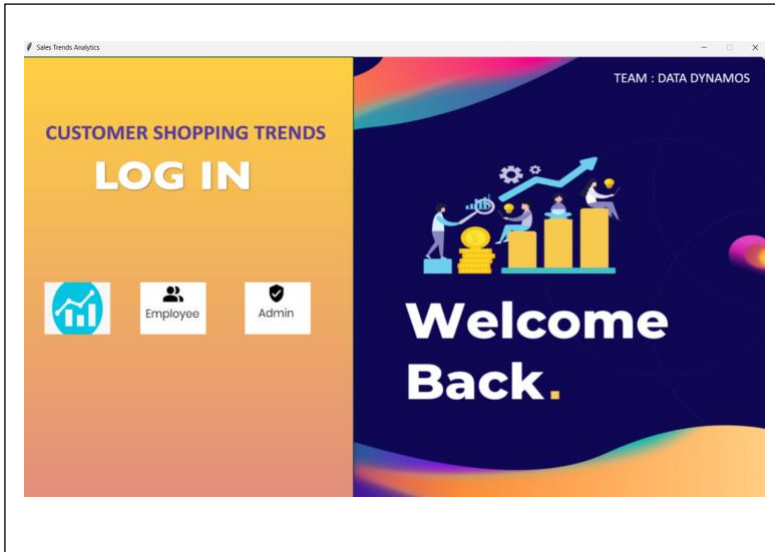 Sales Trends Analytics
TEAM : DATA DYNAMOS
CUSTOMER SHOPPING TRENDS
LOG IN
Employee
Admin
Welcome
Back.